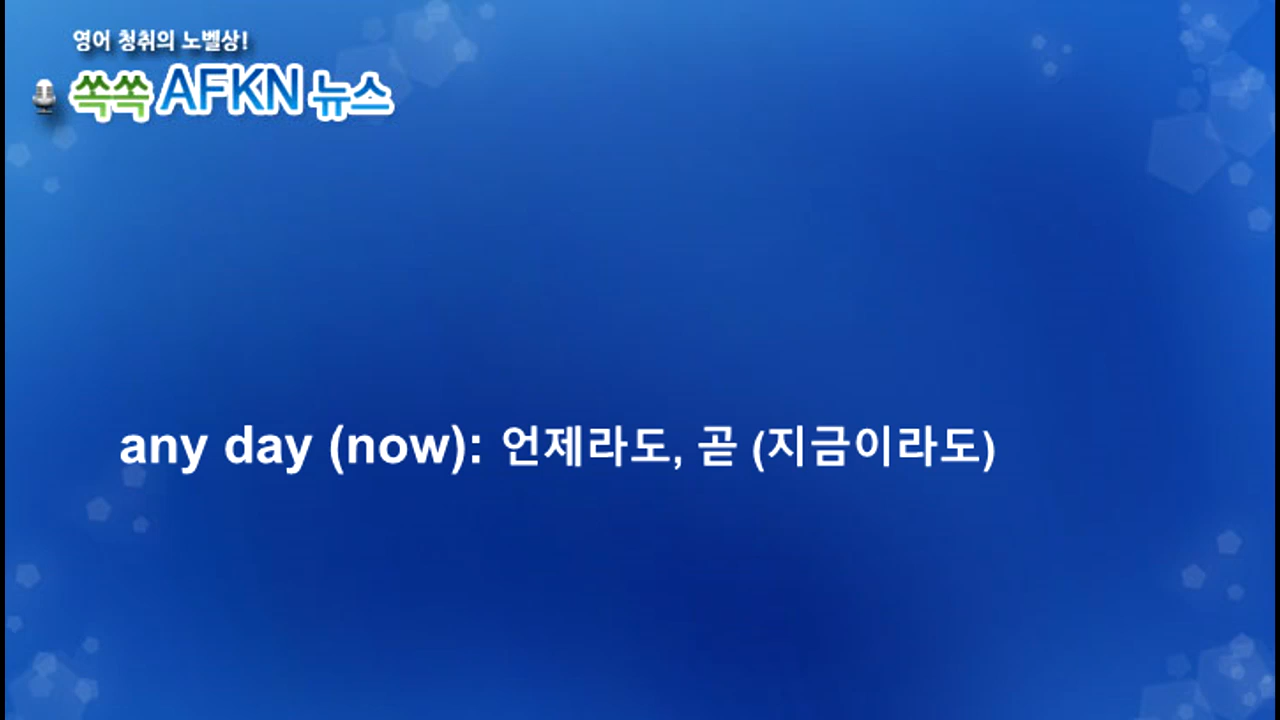 영어 청취의 노벨상!
쏙쏙 AFKN 뉴스
any day (now): 언제라도, 곧 (지금이라도)